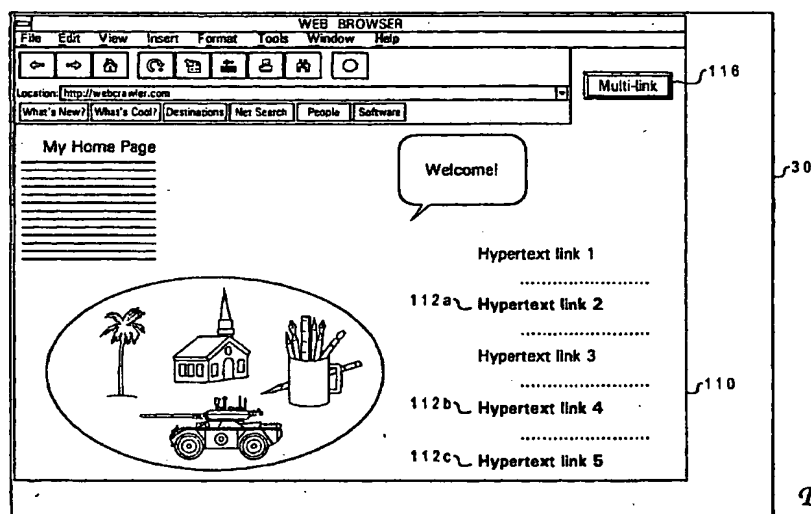 WEB BROWSER
File Edit View Insert Format Tools Window Help
Location: http://webcrawler.com
What's New? What's Cool? Destinations Net Search People Software
Multi-link
116
30
My Home Page
Welcome!
Hypertext link 1
112a Hypertext link 2
Hypertext link 3
110
112b Hypertext link 4
112c Hypertext link 5